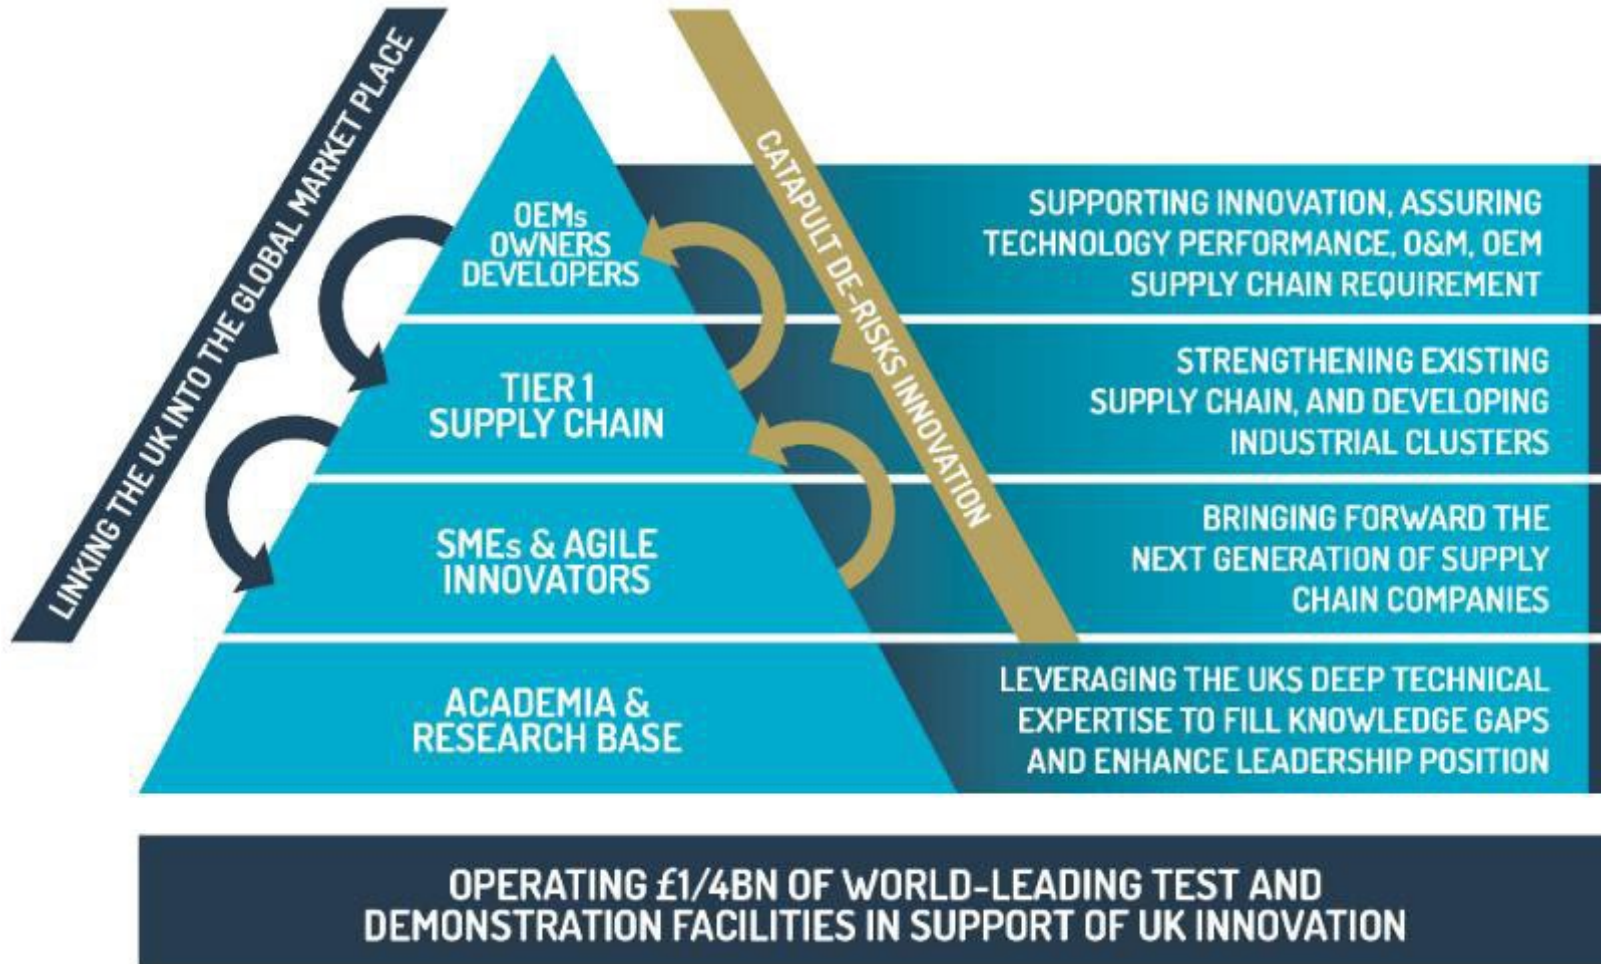 LINKING THE UK INTO THE GLOBAL MARKET PLACE
CATAPULT DE-RISKS INNOVATION
OEMs
OWNERS
DEVELOPERS
SUPPORTING INNOVATION, ASSURING
TECHNOLOGY PERFORMANCE, O&M, OEM
SUPPLY CHAIN REQUIREMENT
TIER 1
SUPPLY CHAIN
STRENGTHENING EXISTING
SUPPLY CHAIN, AND DEVELOPING
INDUSTRIAL CLUSTERS
SMEs & AGILE
INNOVATORS
BRINGING FORWARD THE
NEXT GENERATION OF SUPPLY
CHAIN COMPANIES
ACADEMIA &
RESEARCH BASE
LEVERAGING THE UKS DEEP TECHNICAL
EXPERTISE TO FILL KNOWLEDGE GAPS
AND ENHANCE LEADERSHIP POSITION
OPERATING £1/4BN OF WORLD-LEADING TEST AND
DEMONSTRATION FACILITIES IN SUPPORT OF UK INNOVATION